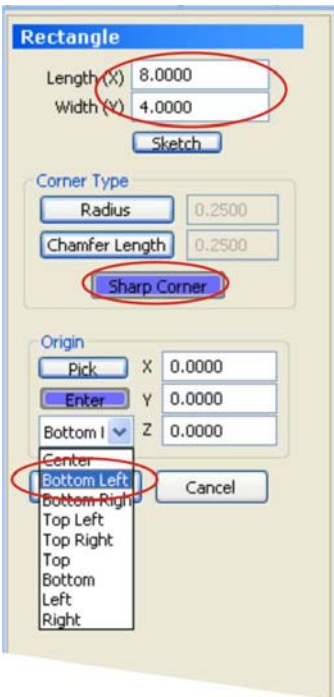 Rectangle
Length (X) 8.0000
Width (Y) 4.0000
Sketch
Corner Type
Radius 0.2500
Chamfer Length 0.2500
Sharp Corner
Origin
Pick X 0.0000
Enter Y 0.0000
Bottom l Z 0.0000
Center
Bottom Left
Cancel
Bottom Righ
Top Left
Top Right
Top
Bottom
Left
Right